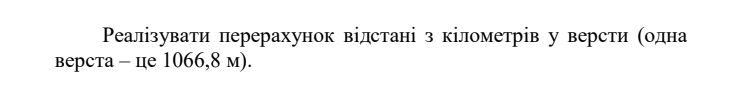 Реалізувати перерахунок відстані з кілометрів у версти (одна
верста – це 1066,8 м).